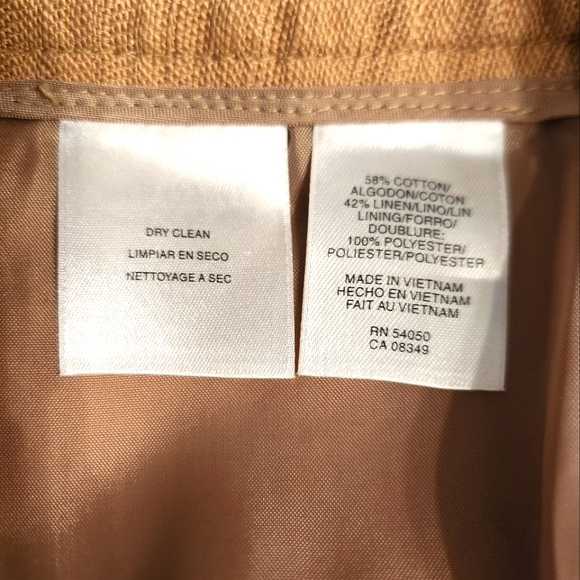 DRY CLEAN
LIMPIAR EN SECO
NETTOYAGE A SEC
58% COTTON/
ALGODON/COTON
42% LINEN/LINO/LIN
LINING/FORRO/
DOUBLURE:
100% POLYESTER/
POLIESTER/POLYESTER
MADE IN VIETNAM
HECHO EN VIETNAM
FAIT AU VIETNAM
RN 54050
CA 08349